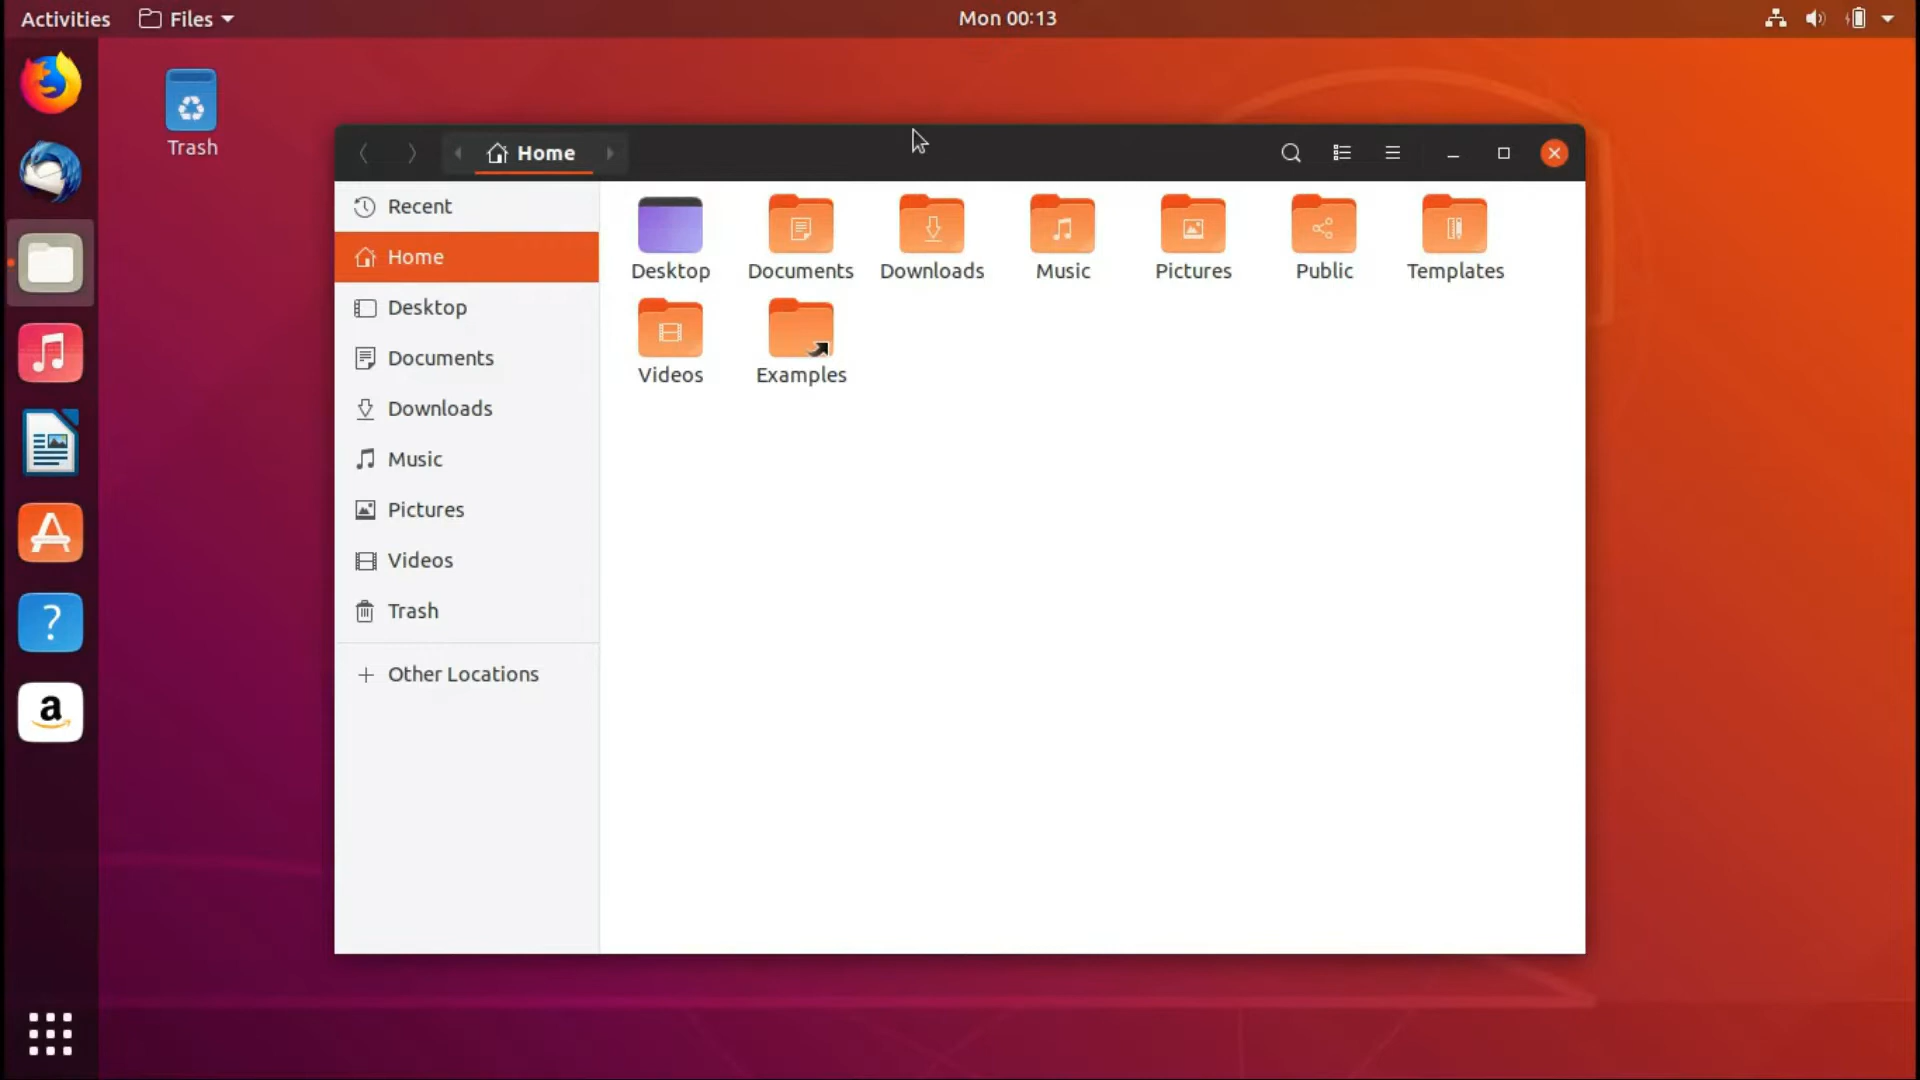 Activities Files Mon 00:13
Trash
Home
Recent
Home
Desktop
Documents
Downloads
Music
Pictures
Videos
Trash
Other Locations
Desktop Documents Downloads Music Pictures Public Templates
Videos Examples
?
a